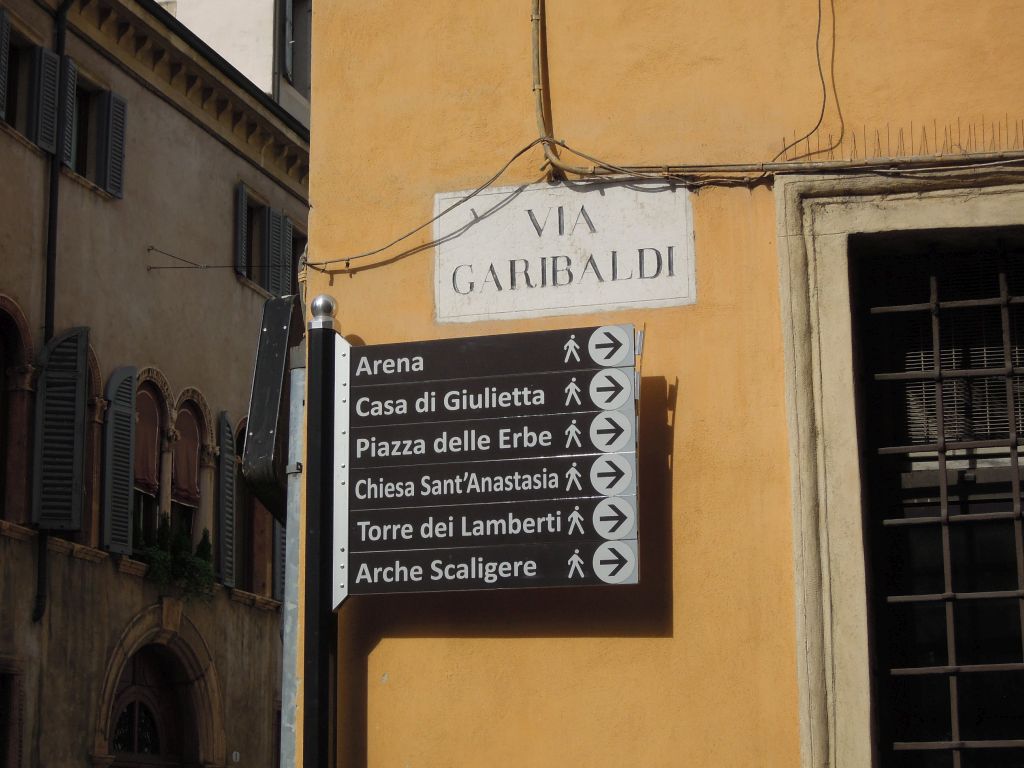 VIA
GARIBALDI
Arena
Casa di Giulietta
Piazza delle Erbe
Chiesa Sant'Anastasia
Torre dei Lamberti
Arche Scaligere